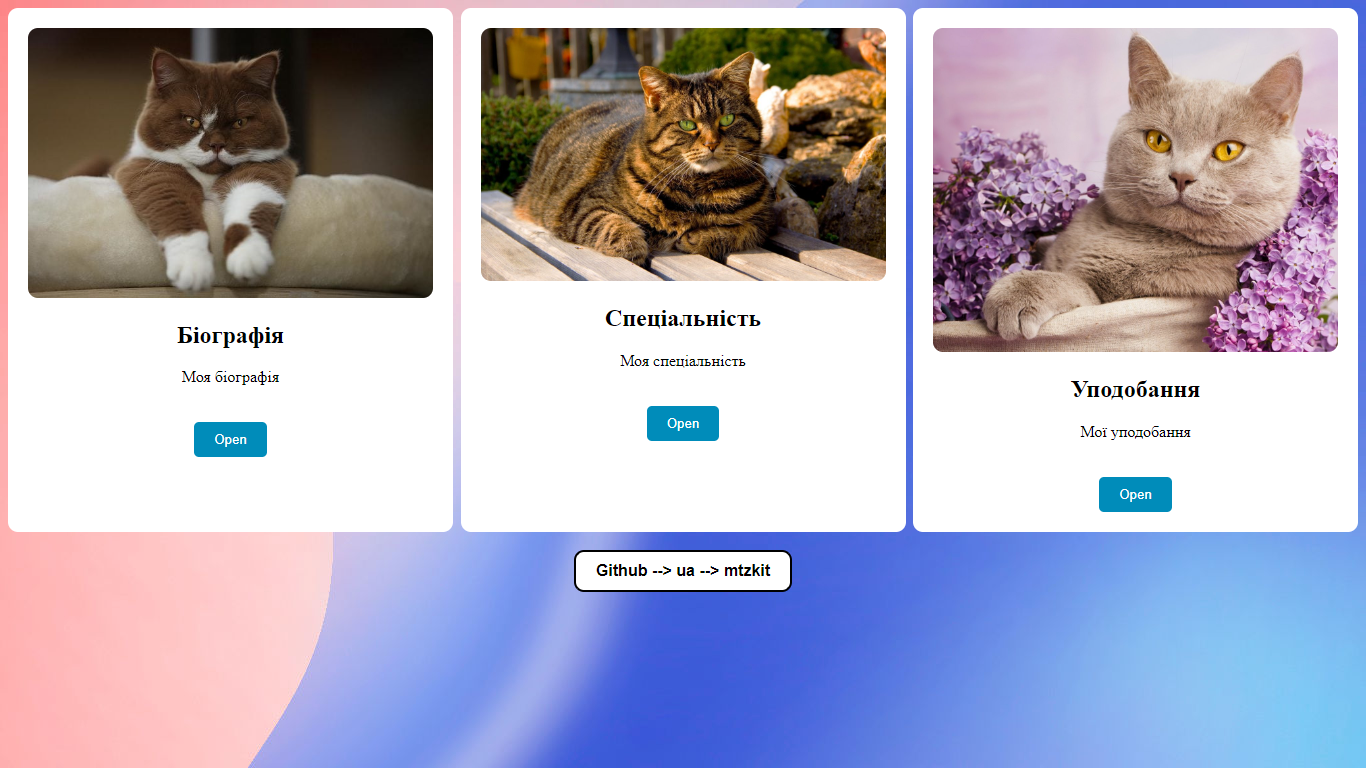 Біографія
Моя біографія
Open
Спеціальність
Моя спеціальність
Open
Уподобання
Мої уподобання
Open
Github --> ua --> mtzkit